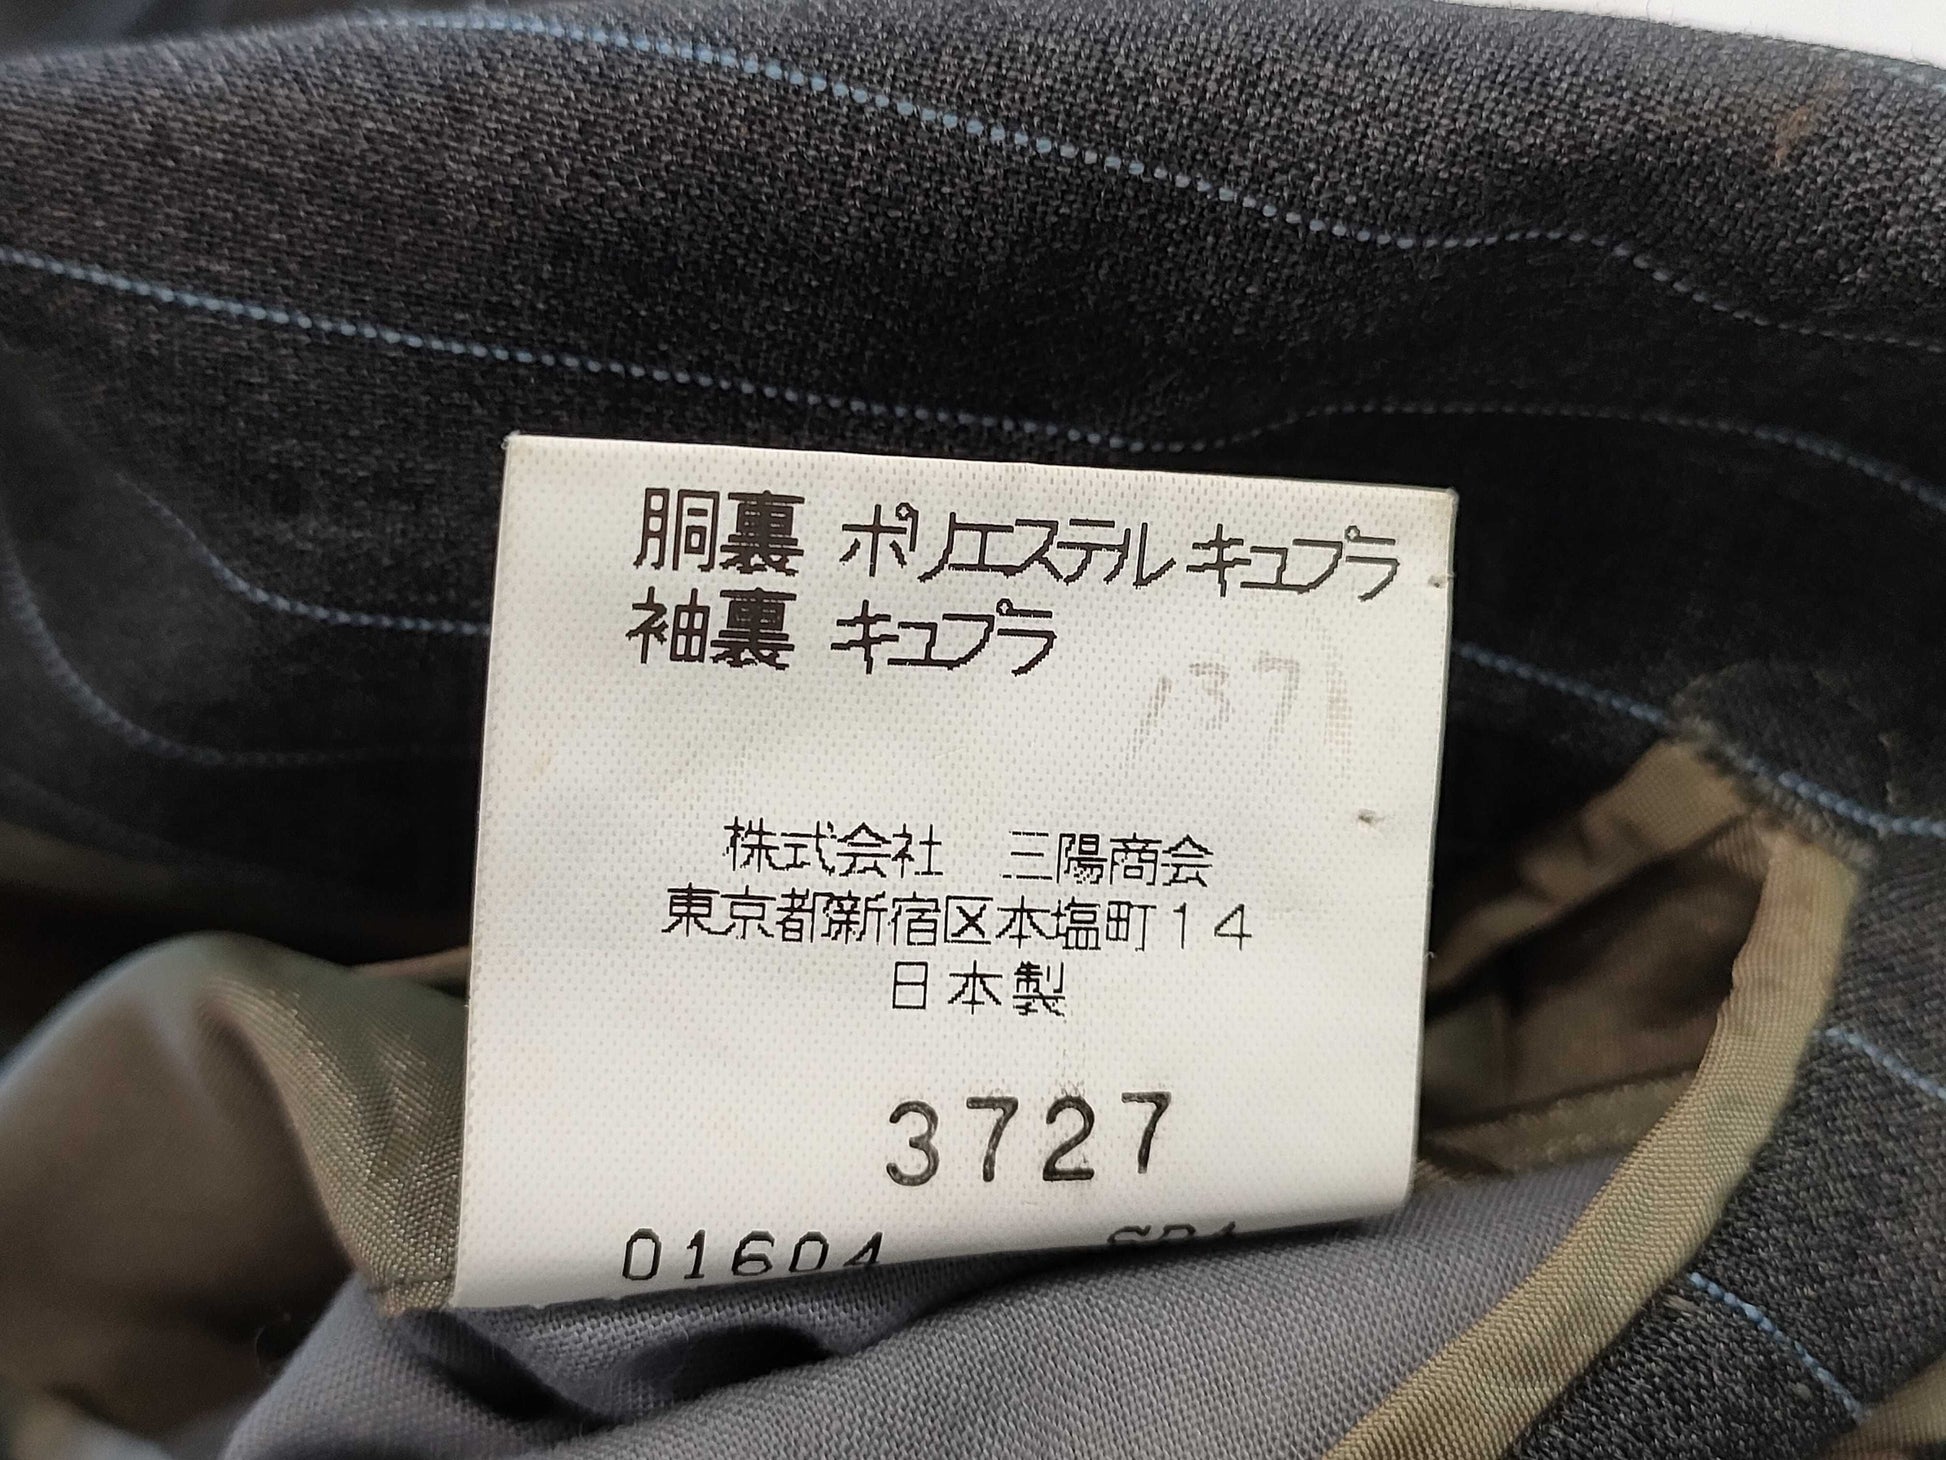 胴裏 ポリエステル キュプラ
袖裏 キュプラ
株式会社 三陽商会
東京都新宿区本塩町14
日本製
3727
01604